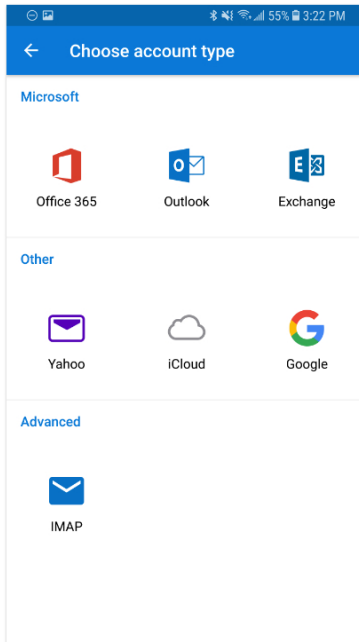 55% 3:22 PM
Choose account type
Microsoft
Office 365 Outlook Exchange
Other
Yahoo iCloud Google
Advanced
IMAP